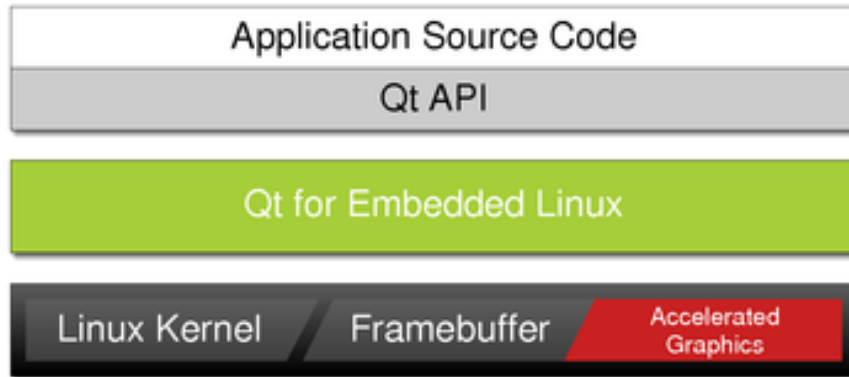 Application Source Code
Qt API
Qt for Embedded Linux
Linux Kernel
Framebuffer
Accelerated
Graphics